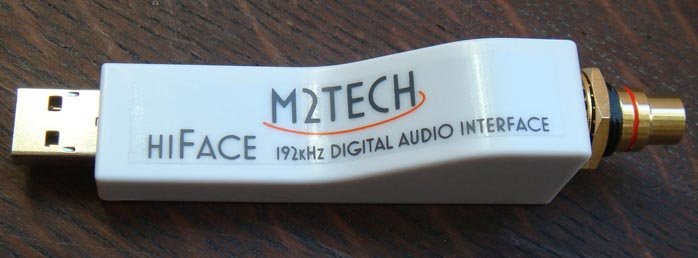 M2TECH
HIFACE 192KHZ DIGITAL AUDIO INTERFACE